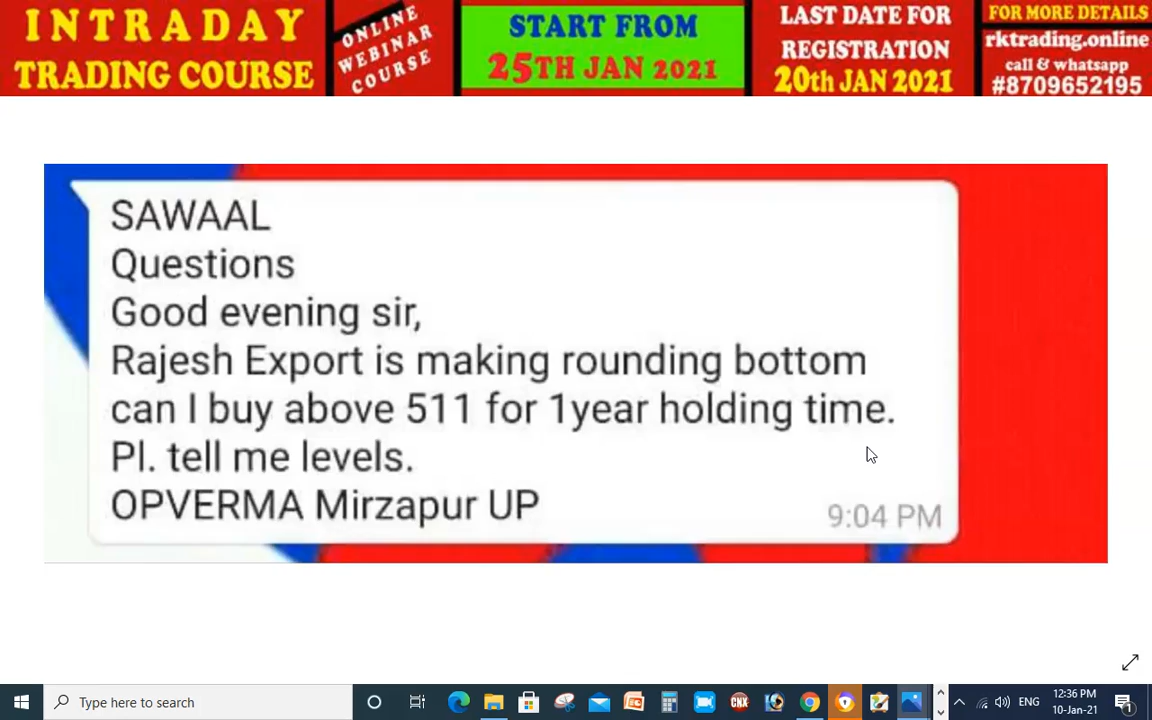 INTRADAY
TRADING COURSE
ONLINE
WEBINAR
COURSE
START FROM
25TH JAN 2021
LAST DATE FOR
REGISTRATION
20th JAN 2021
FOR MORE DETAILS
rktrading.online
call & whatsapp
#8709652195
SAWAAL
Questions
Good evening sir,
Rajesh Export is making rounding bottom
can I buy above 511 for 1year holding time.
Pl. tell me levels.
OPVERMA Mirzapur UP
9:04 PM
Type here to search
CNX
ENG
12:36 PM
10-Jan-21
1